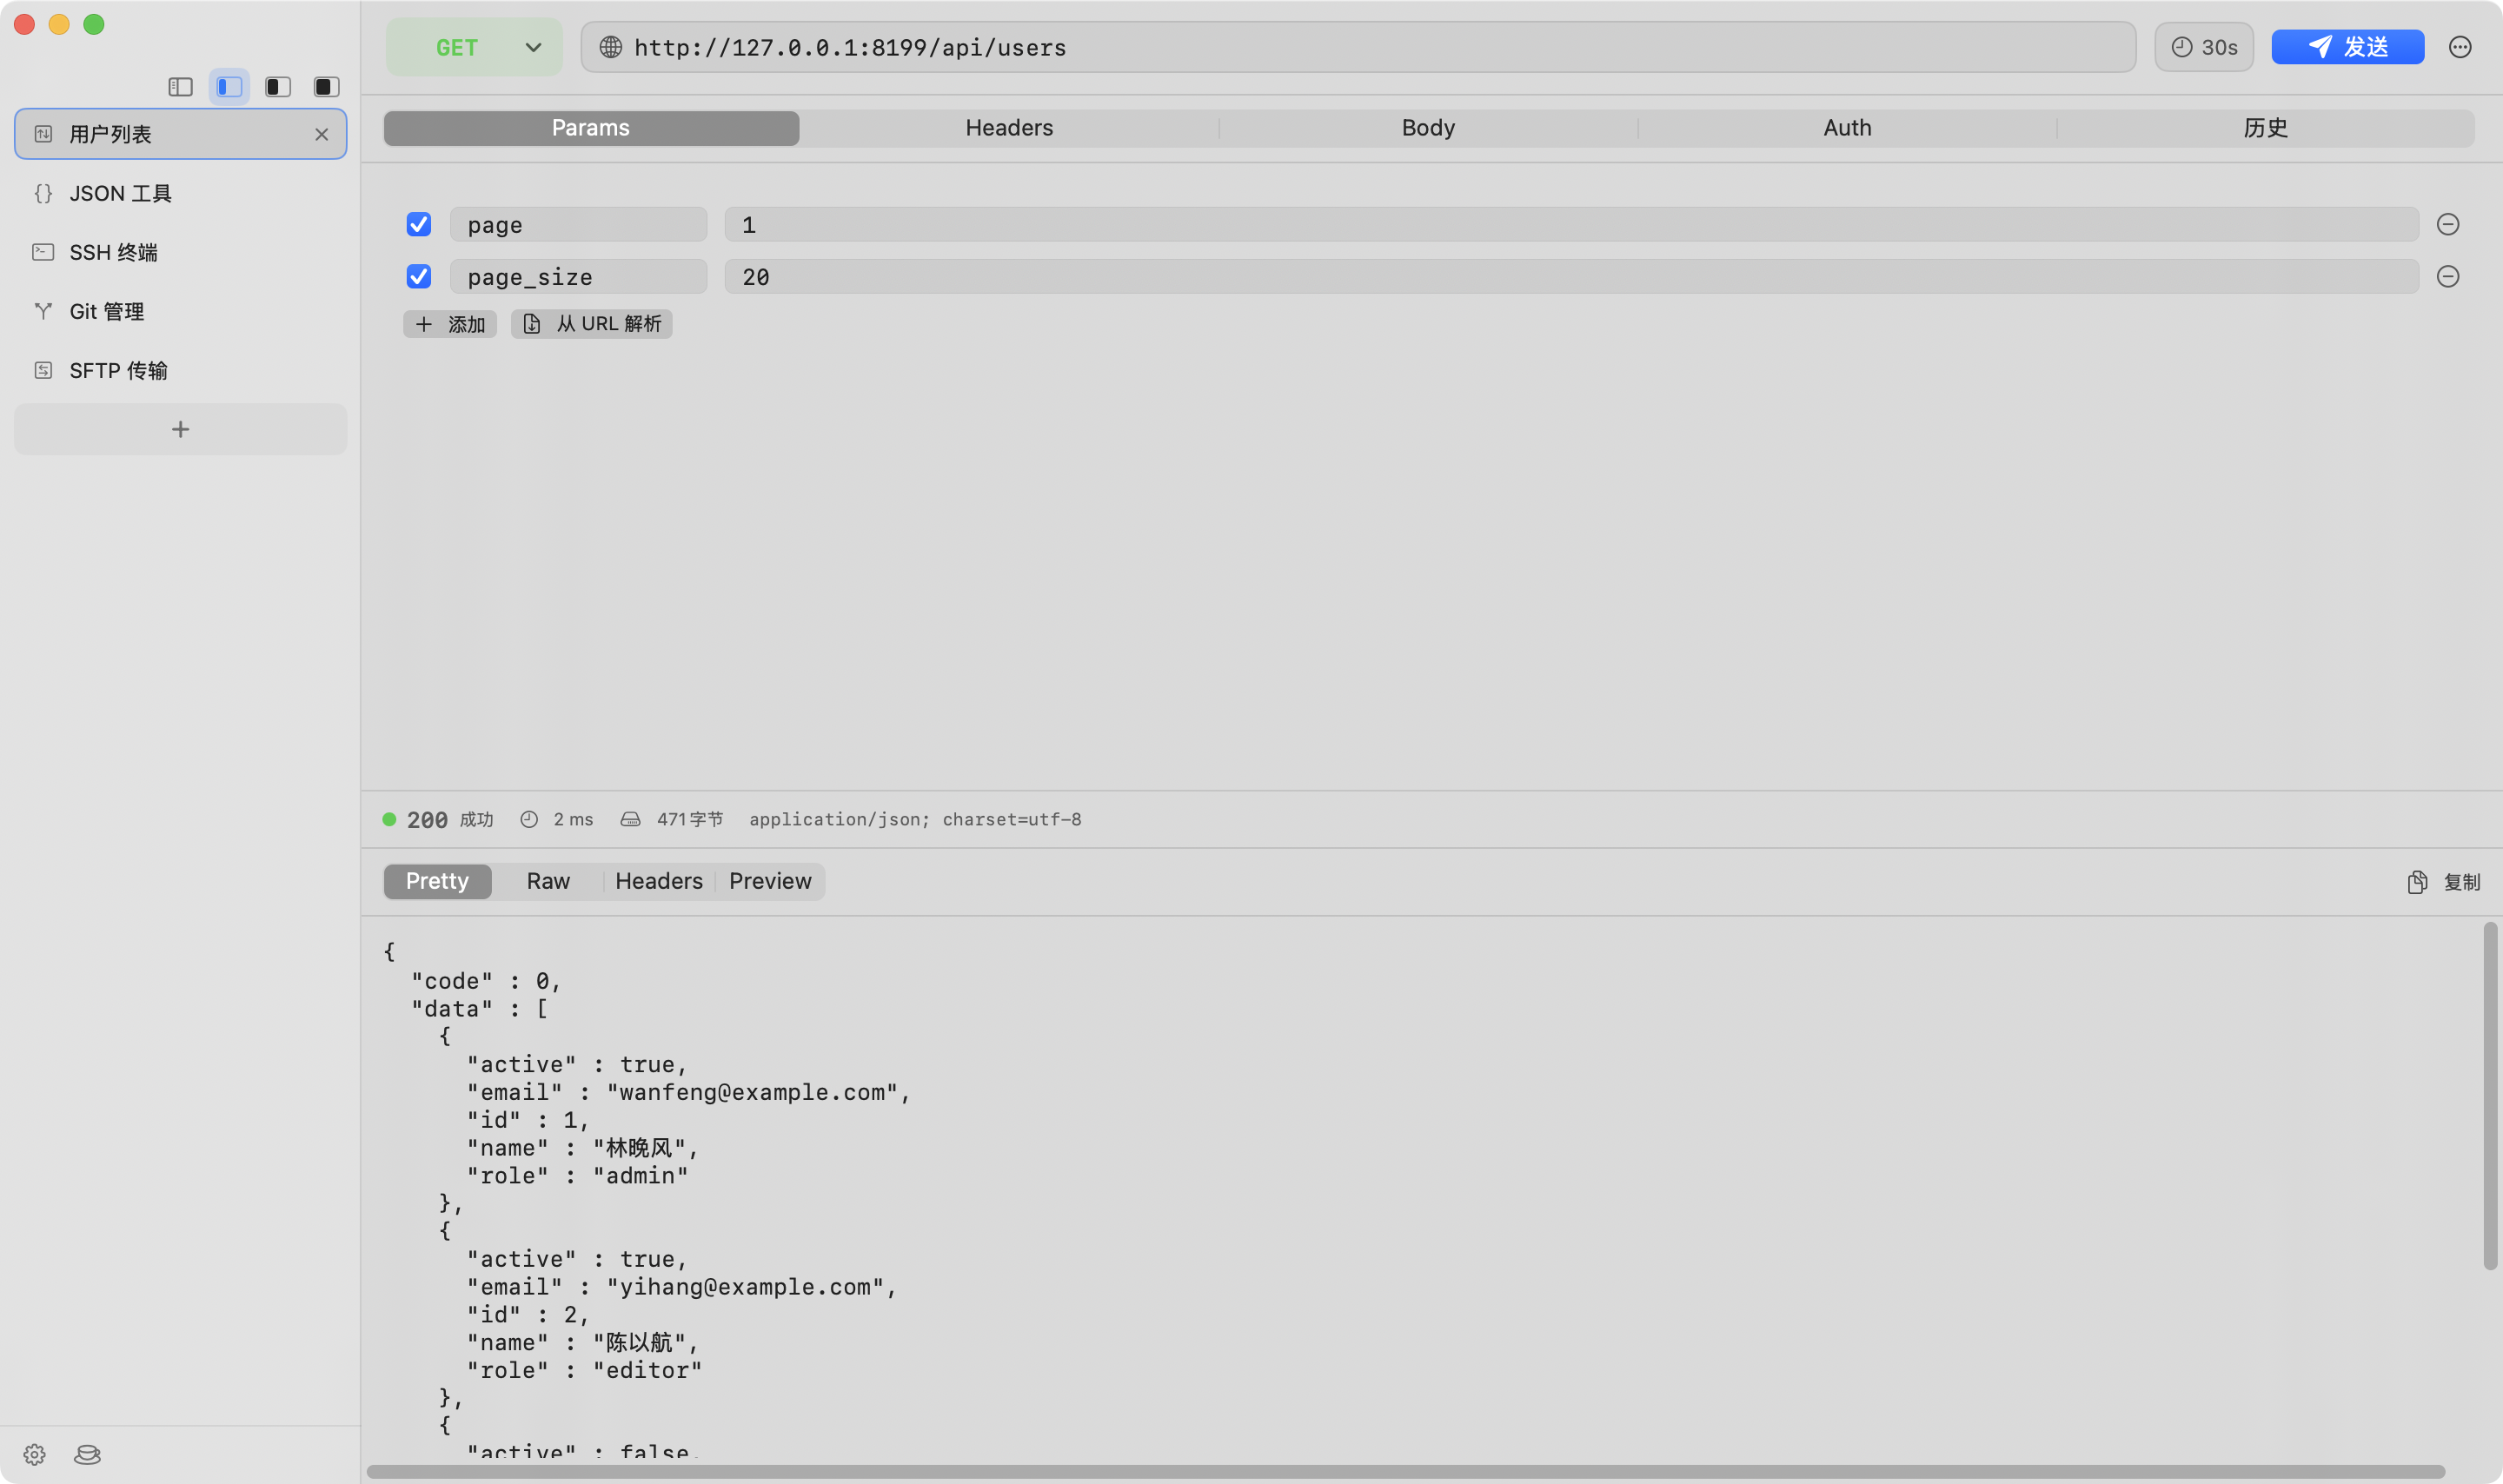 用户列表
JSON 工具
SSH 终端
Git 管理
SFTP 传输
GET
http://127.0.0.1:8199/api/users
30s
发送
Params
Headers
Body
Auth
历史
page
1
page_size
20
添加
从 URL 解析
200 成功
2 ms
471字节
application/json; charset=utf-8
Pretty
Raw
Headers
Preview
复制
{
"code" : 0,
"data" : [
{
"active" : true,
"email" : "wanfeng@example.com",
"id" : 1,
"name" : "林晚风",
"role" : "admin"
},
{
"active" : true,
"email" : "yihang@example.com",
"id" : 2,
"name" : "陈以航",
"role" : "editor"
},
{
"active" : false,